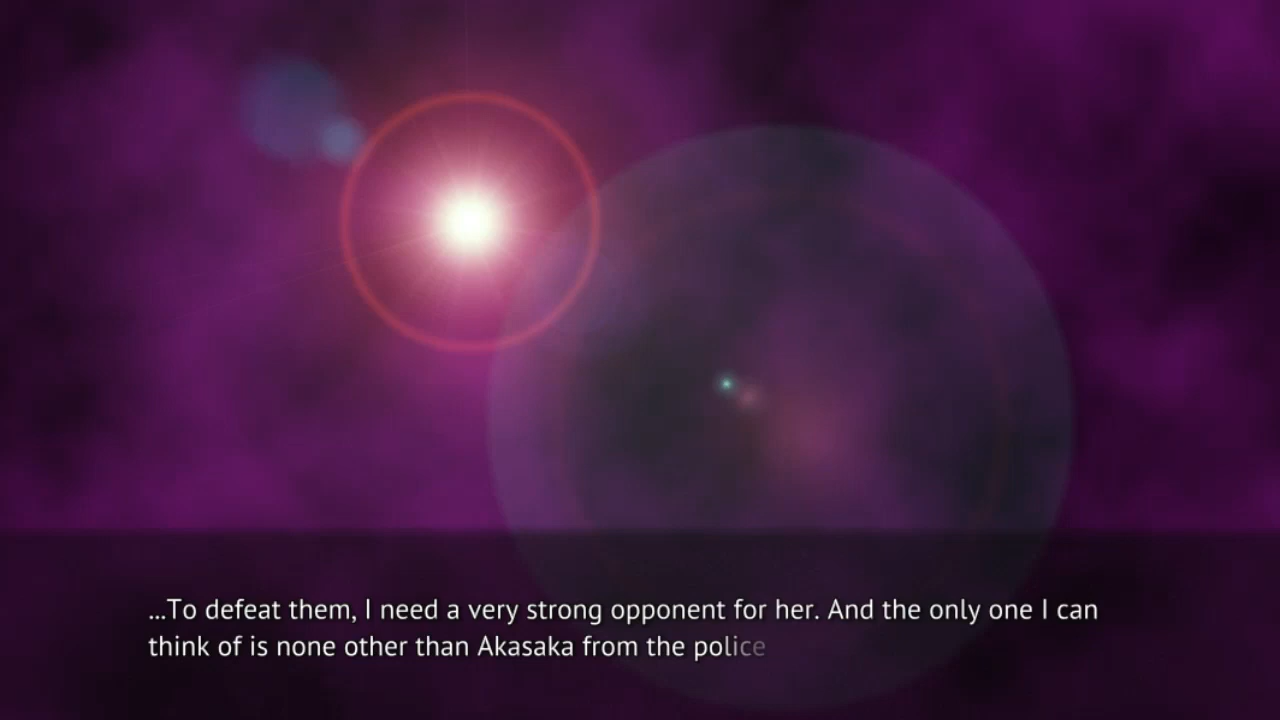 ...To defeat them, I need a very strong opponent for her. And the only one I can
think of is none other than Akasaka from the police